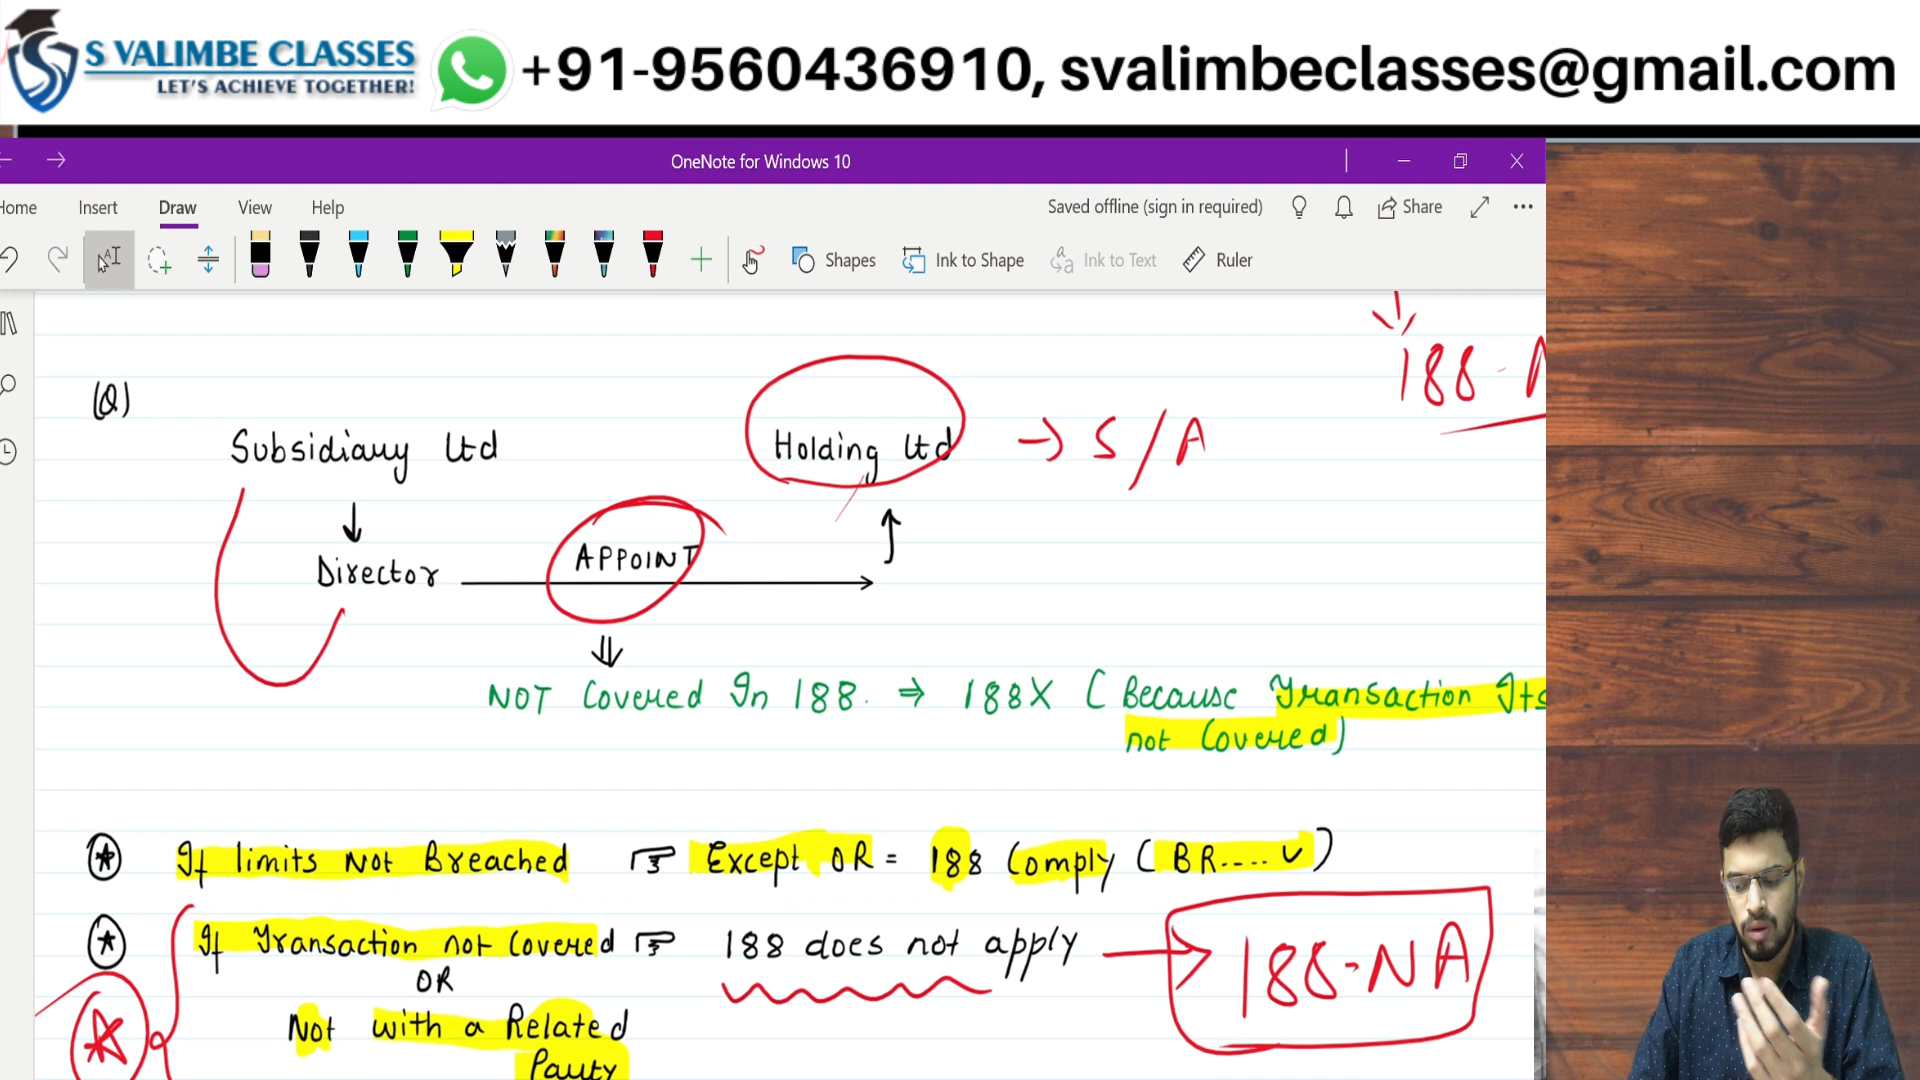 S VALIMBE CLASSES
LET'S ACHIEVE TOGETHER!
+91-9560436910, svalimbeclasses@gmail.com
OneNote for Windows 10
Home Insert Draw View Help
Saved offline (sign in required) Share
Shapes Ink to Shape Ink to Text Ruler
188-N
(Q)
Subsidiary Ltd Holding Ltd → S/A
↓
Director APPOINT
NOT Covered In 188. ⇒ 188X (Because Transaction Its
not Covered)
If limits Not Breached Except OR = 188 Comply (BR.... ✓)
If Transaction not Covered 188 does not apply → 188-NA
OR
Not with a Related
Party